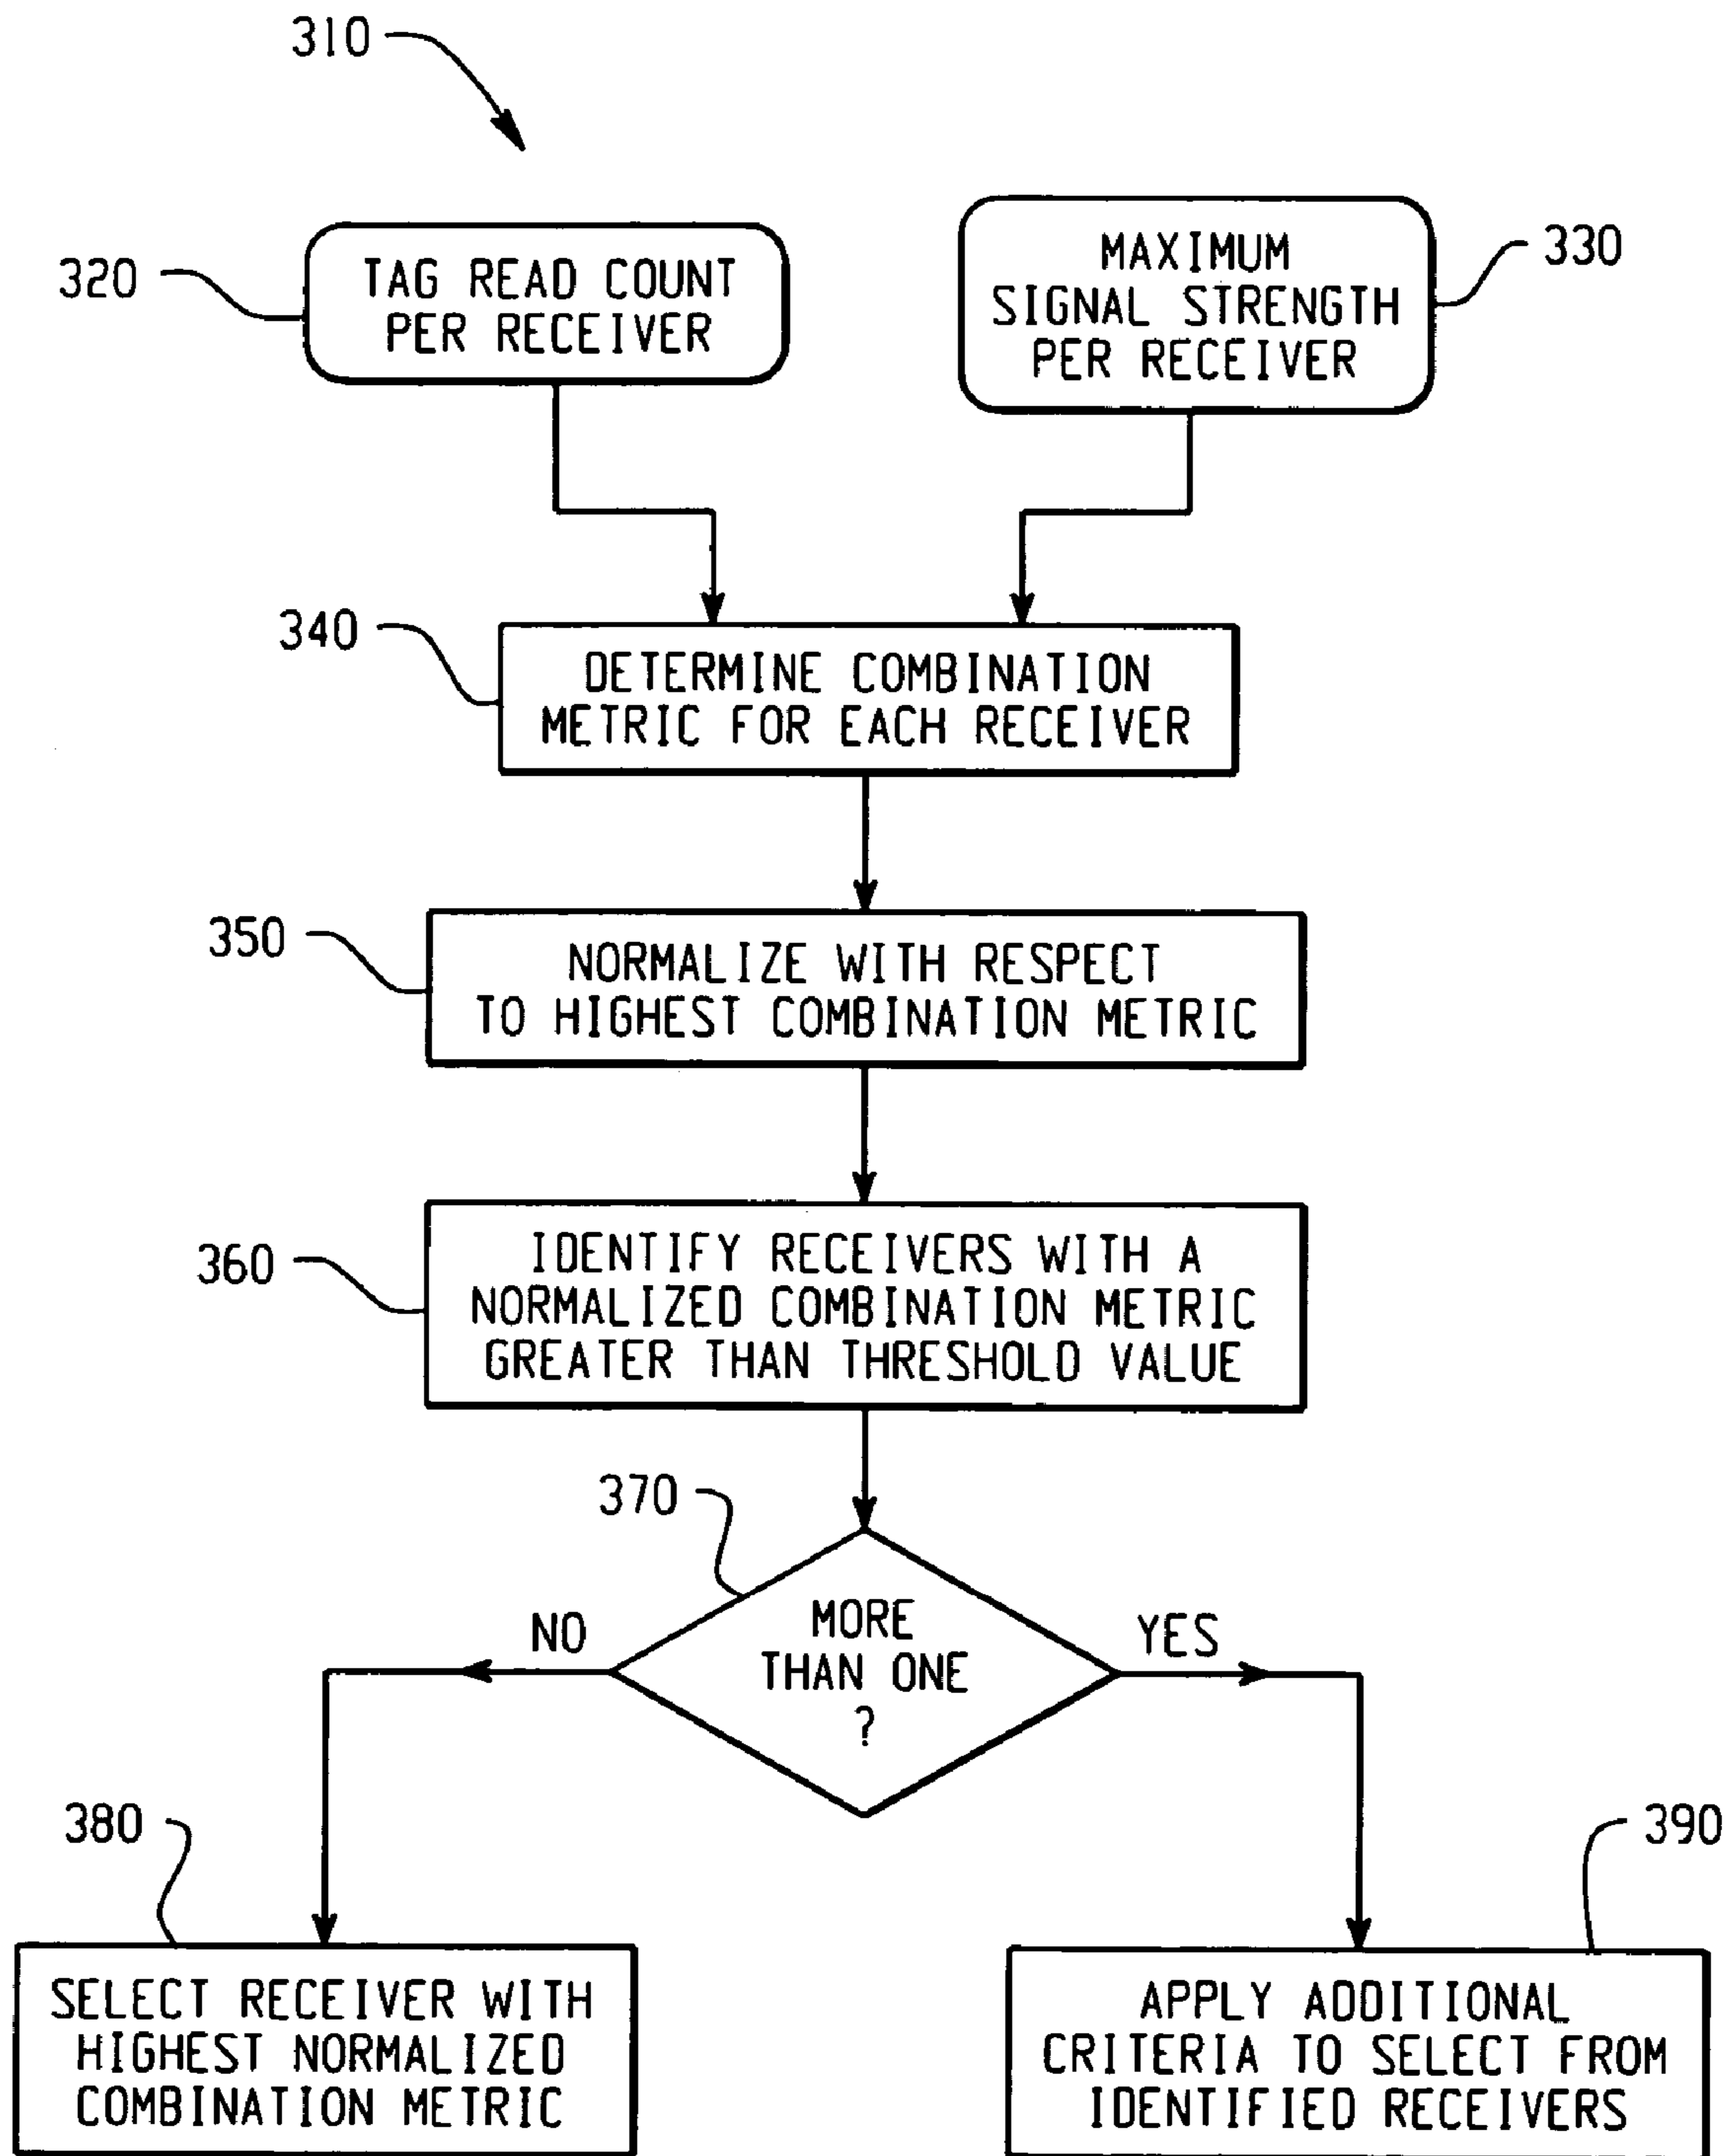 310
320
TAG READ COUNT
PER RECEIVER
MAXIMUM
SIGNAL STRENGTH
PER RECEIVER
330
340
DETERMINE COMBINATION
METRIC FOR EACH RECEIVER
350
NORMALIZE WITH RESPECT
TO HIGHEST COMBINATION METRIC
360
IDENTIFY RECEIVERS WITH A
NORMALIZED COMBINATION METRIC
GREATER THAN THRESHOLD VALUE
370
NO
MORE
THAN ONE
?
YES
380
SELECT RECEIVER WITH
HIGHEST NORMALIZED
COMBINATION METRIC
390
APPLY ADDITIONAL
CRITERIA TO SELECT FROM
IDENTIFIED RECEIVERS